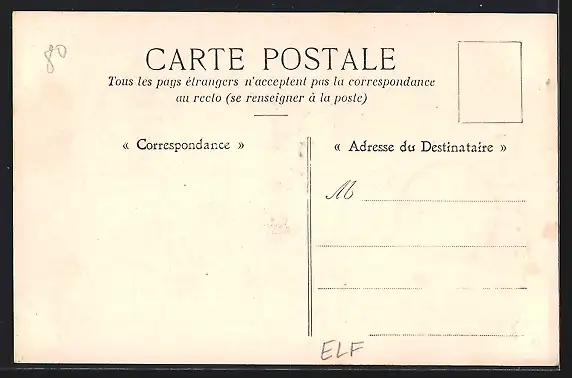 80
CARTE POSTALE
Tous les pays étrangers n'acceptent pas la correspondance
au recto (se renseigner à la poste)
« Correspondance »
« Adresse du Destinataire »
M
ELF